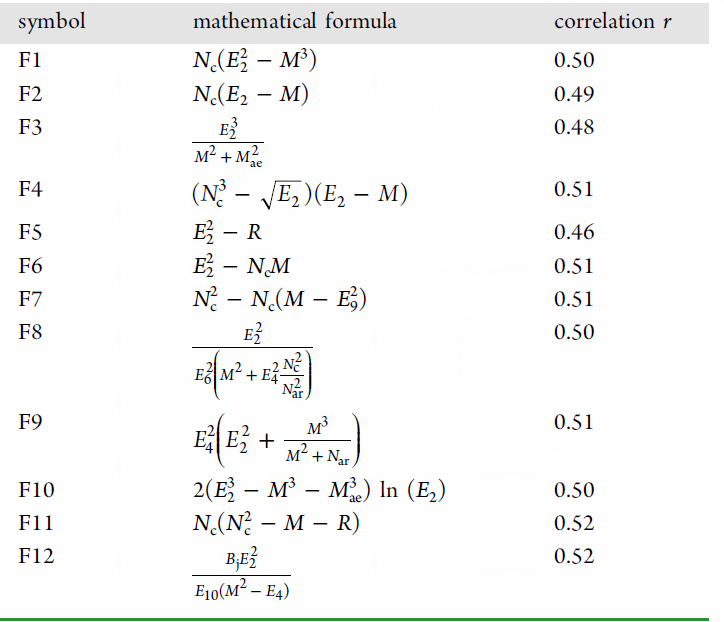 symbol mathematical formula correlation r
F1 N_c(E_2^2 − M^3) 0.50
F2 N_c(E_2 − M) 0.49
F3 E_2^3 / (M^2 + M_ae^2) 0.48
F4 (N_c^3 − √E_2)(E_2 − M) 0.51
F5 E_2^2 − R 0.46
F6 E_2^2 − N_cM 0.51
F7 N_c^2 − N_c(M − E_9^2) 0.51
F8 E_2^2 / (E_6^2(M^2 + E_4^2 N_c^2/N_ar^2)) 0.50
F9 E_4^2(E_2^2 + M^3/(M^2 + N_ar)) 0.51
F10 2(E_2^3 − M^3 − M_ae^3) ln (E_2) 0.50
F11 N_c(N_c^2 − M − R) 0.52
F12 B_jE_2^2 / (E_10(M^2 − E_4)) 0.52